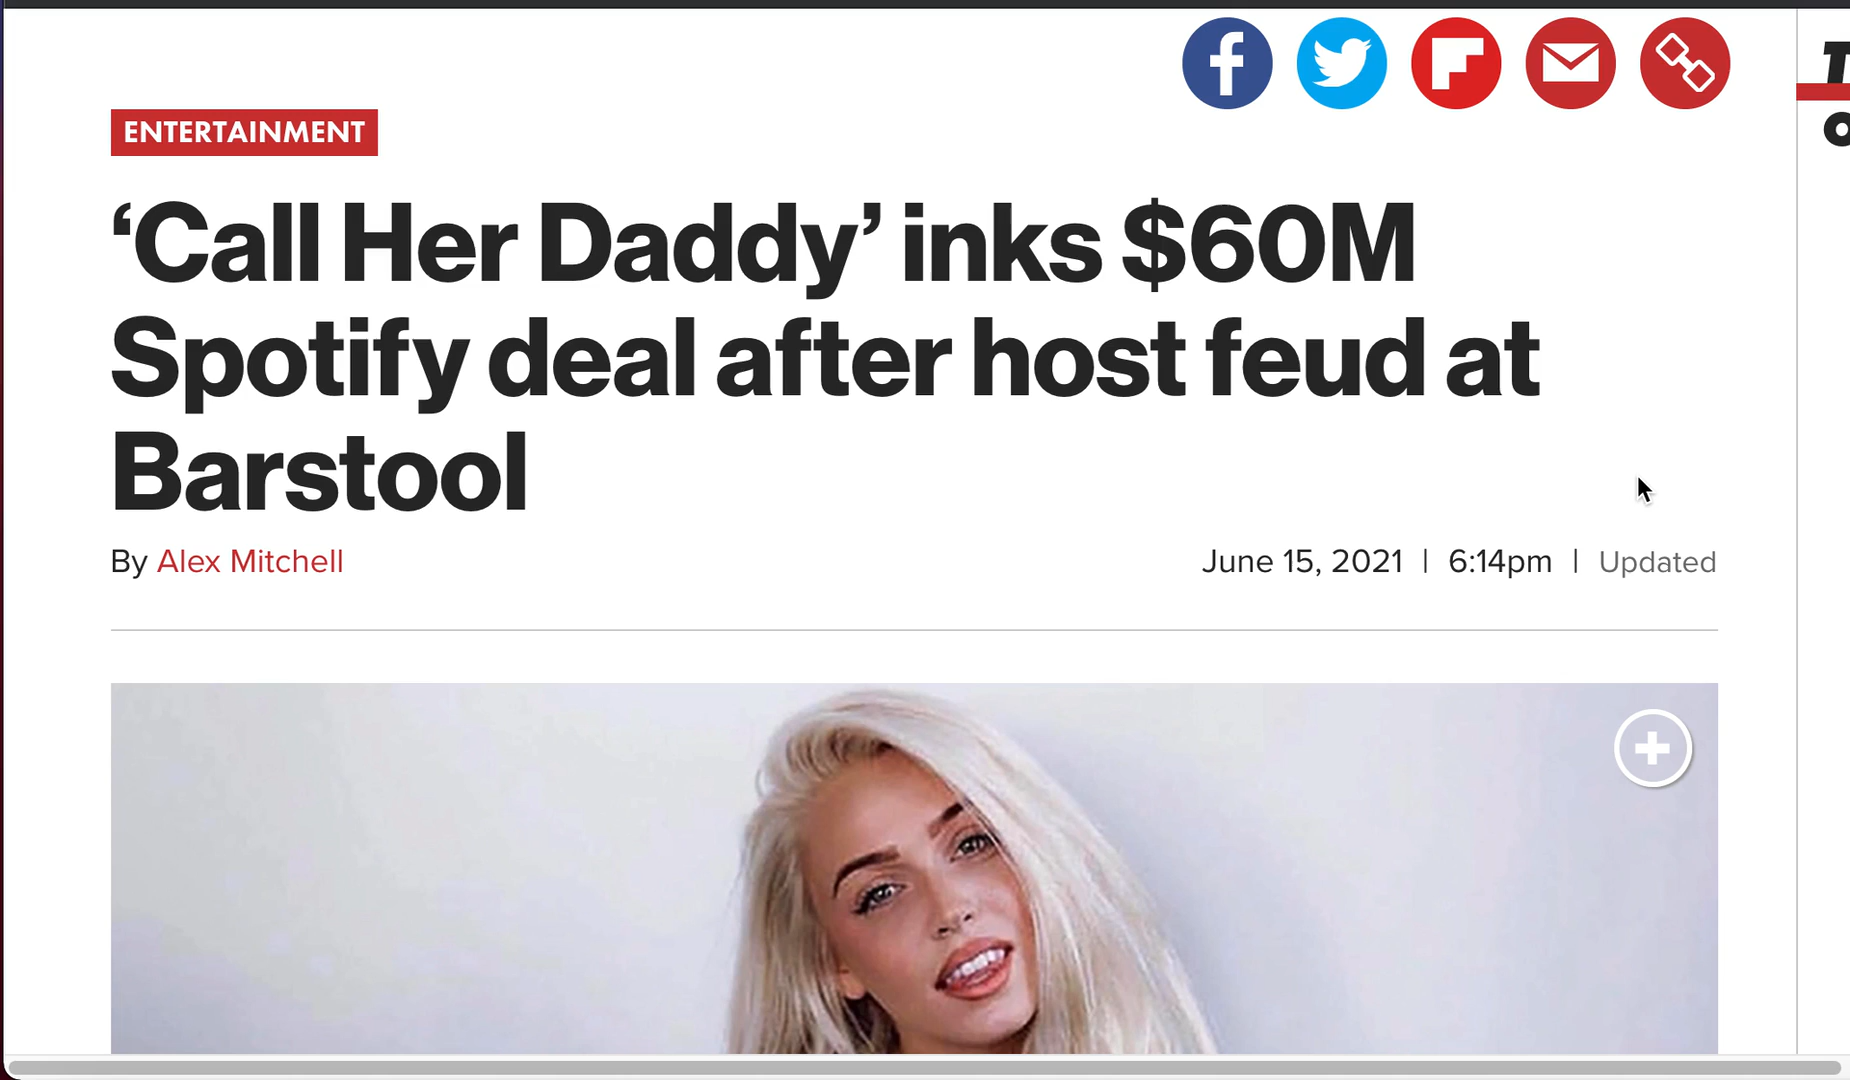 ENTERTAINMENT
‘Call Her Daddy’ inks $60M
Spotify deal after host feud at
Barstool
By Alex Mitchell
June 15, 2021 | 6:14pm | Updated